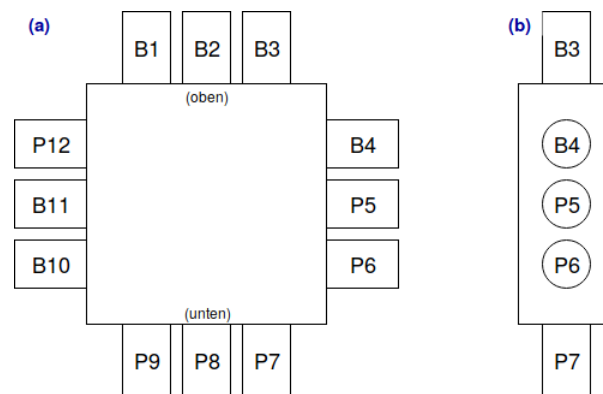 (a)
B1 B2 B3
(oben)
P12
B11
B10
B4
P5
P6
(unten)
P9 P8 P7
(b)
B3
B4
P5
P6
P7